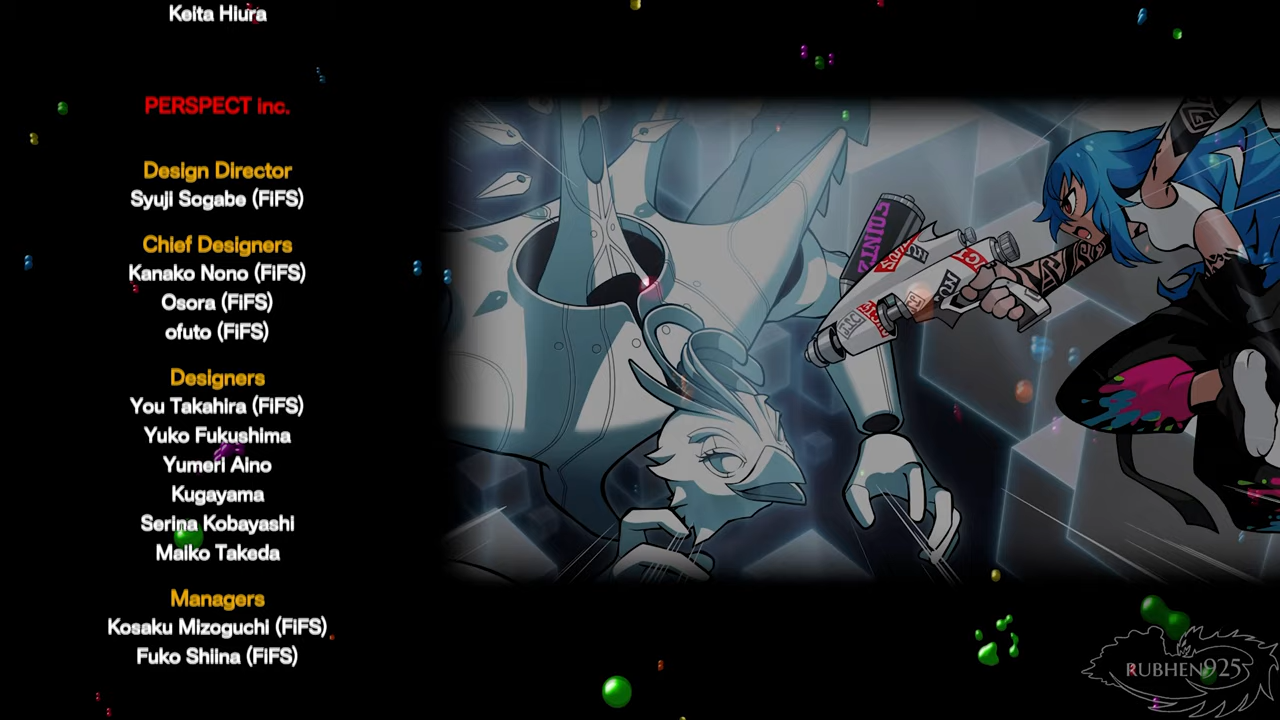 Keita Hiura
PERSPECT inc.
Design Director
Syuji Sogabe (FiFS)
Chief Designers
Kanako Nono (FiFS)
Osora (FiFS)
ofuto (FiFS)
Designers
You Takahira (FiFS)
Yuko Fukushima
Yumeri Aino
Kugayama
Serina Kobayashi
Maiko Takeda
Managers
Kosaku Mizoguchi (FiFS)
Fuko Shiina (FiFS)
RUBHEN925